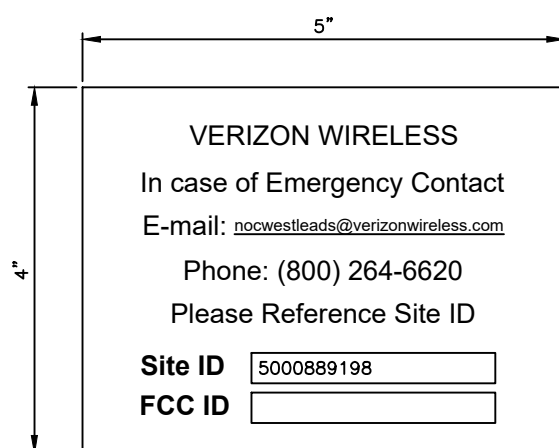 5"
4"
VERIZON WIRELESS
In case of Emergency Contact
E-mail: nocwestleads@verizonwireless.com
Phone: (800) 264-6620
Please Reference Site ID
Site ID 5000889198
FCC ID